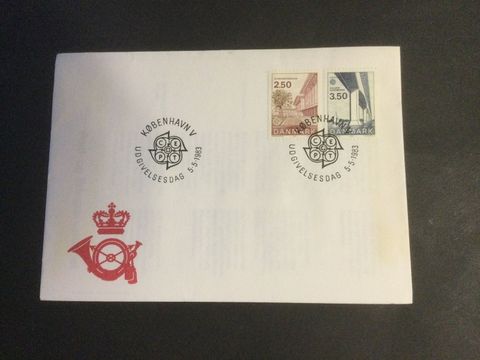 2.50
DANMARK
3.50
DANMARK
KØBENHAVN V
CEPT
UDGIVELSESDAG 5.5.1983
KØBENHAVN V
CEPT
UDGIVELSESDAG 5.5.1983